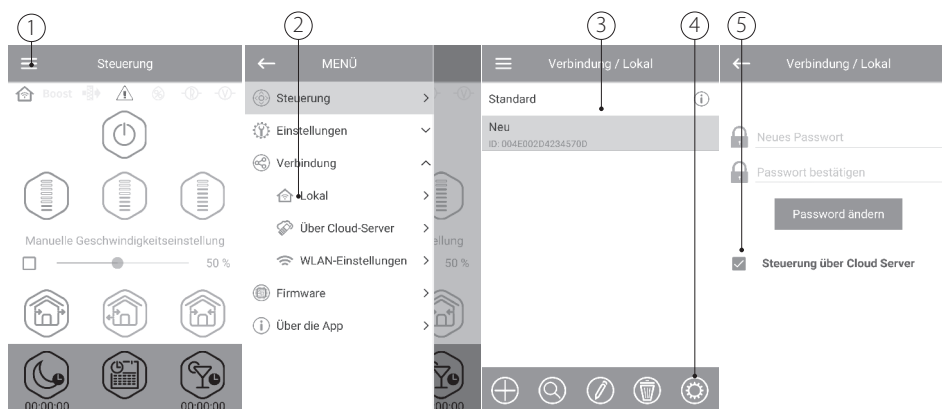 1
2
3
4
5
Steuerung
Boost
Manuelle Geschwindigkeitseinstellung
50 %
00:00:00
00:00:00
MENÜ
Steuerung
Einstellungen
Verbindung
Lokal
Über Cloud-Server
WLAN-Einstellungen
Firmware
Über die App
ellung
50 %
00:00
Verbindung / Lokal
Standard
Neu
ID: 004E002D4234570D
Verbindung / Lokal
Neues Passwort
Passwort bestätigen
Password ändern
Steuerung über Cloud Server